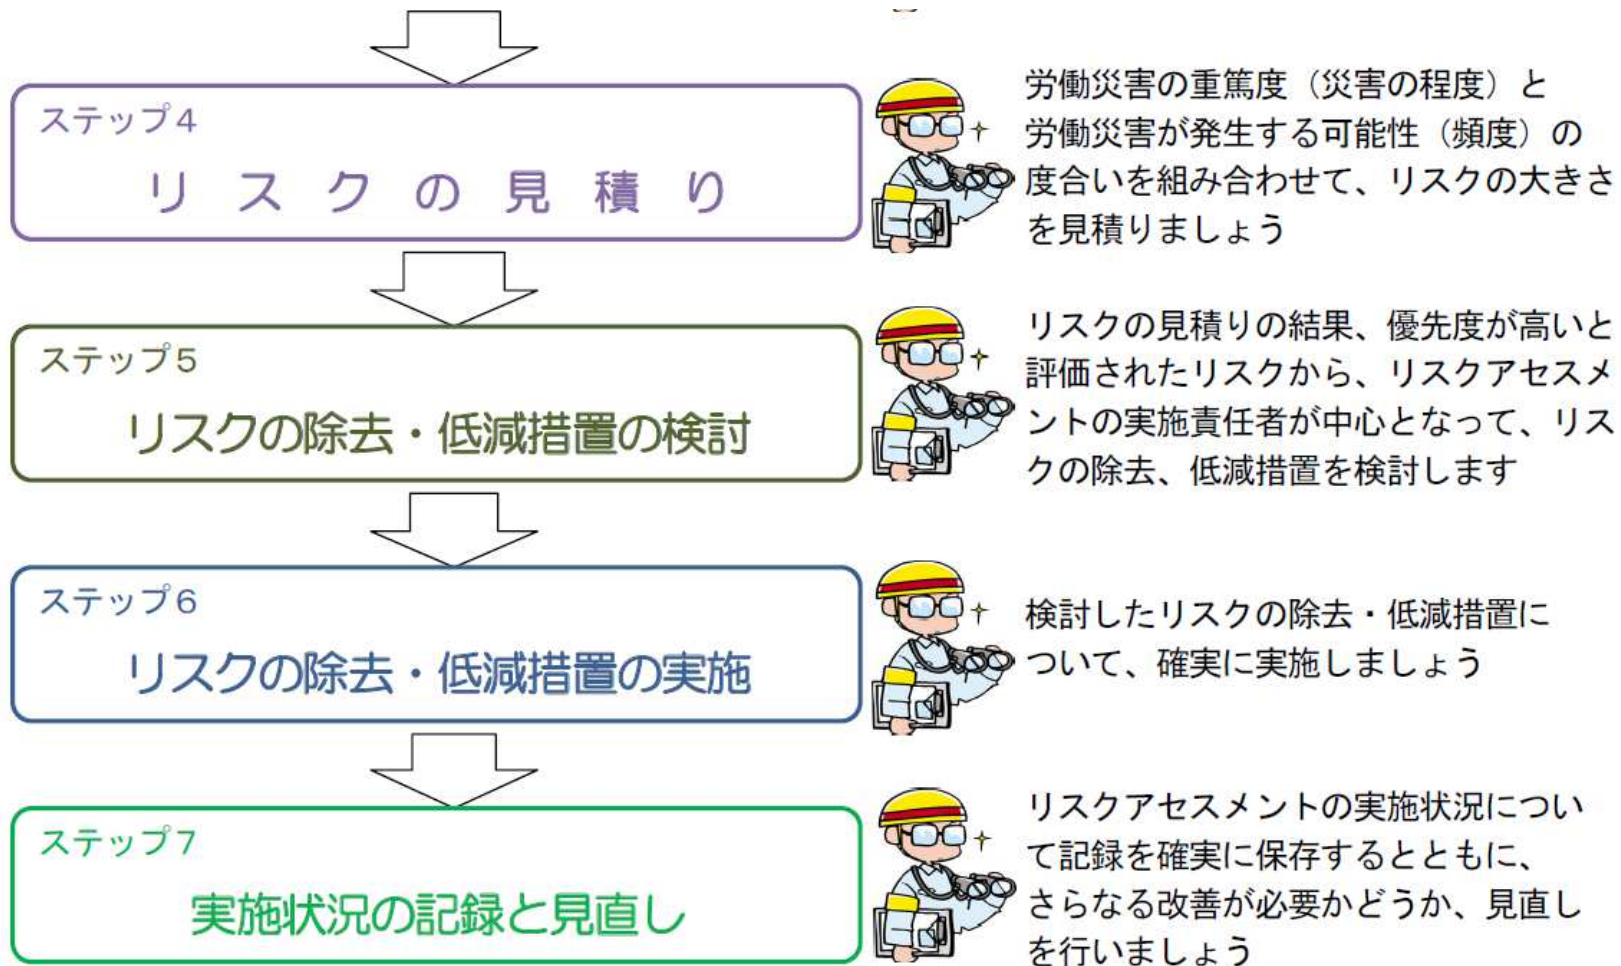 ステップ4
リスクの見積り
労働災害の重篤度（災害の程度）と
労働災害が発生する可能性（頻度）の
度合いを組み合わせて、リスクの大きさ
を見積りましょう
ステップ5
リスクの除去・低減措置の検討
リスクの見積りの結果、優先度が高いと
評価されたリスクから、リスクアセスメ
ントの実施責任者が中心となって、リス
クの除去、低減措置を検討します
ステップ6
リスクの除去・低減措置の実施
検討したリスクの除去・低減措置に
ついて、確実に実施しましょう
ステップ7
実施状況の記録と見直し
リスクアセスメントの実施状況につい
て記録を確実に保存するとともに、
さらなる改善が必要かどうか、見直し
を行いましょう